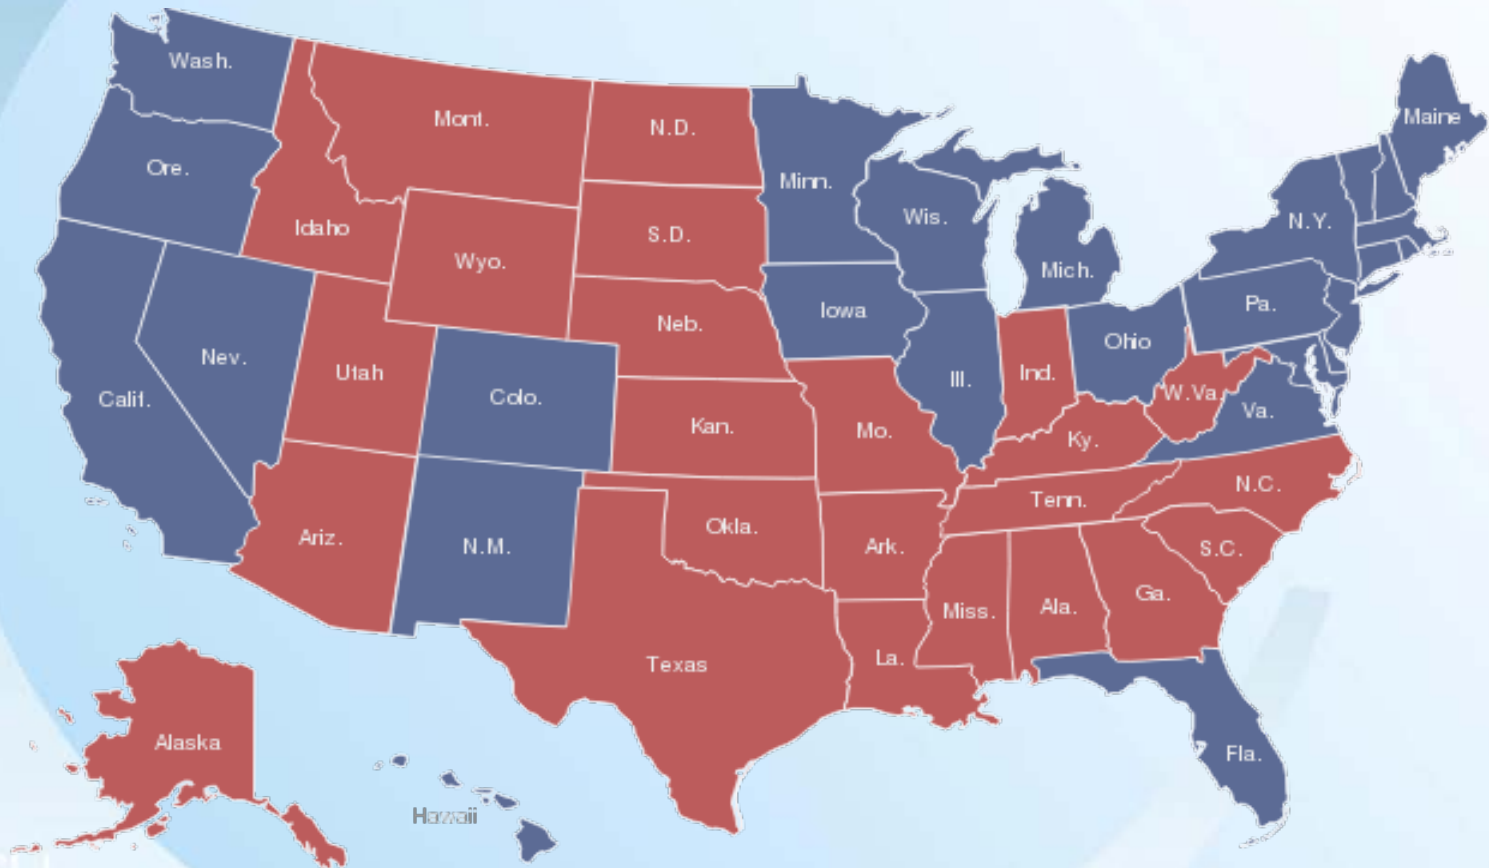 Wash.
Mont.
N.D.
Minn.
Maine
Ore.
Idaho
Wyo.
S.D.
Wis.
Mich.
N.Y.
Calif.
Nev.
Utah
Colo.
Neb.
Iowa
Ill.
Ind.
Ohio
Pa.
W.Va.
Va.
Kan.
Mo.
Ky.
Ariz.
N.M.
Okla.
Ark.
Tenn.
N.C.
S.C.
Texas
La.
Miss.
Ala.
Ga.
Fla.
Alaska
Hawaii